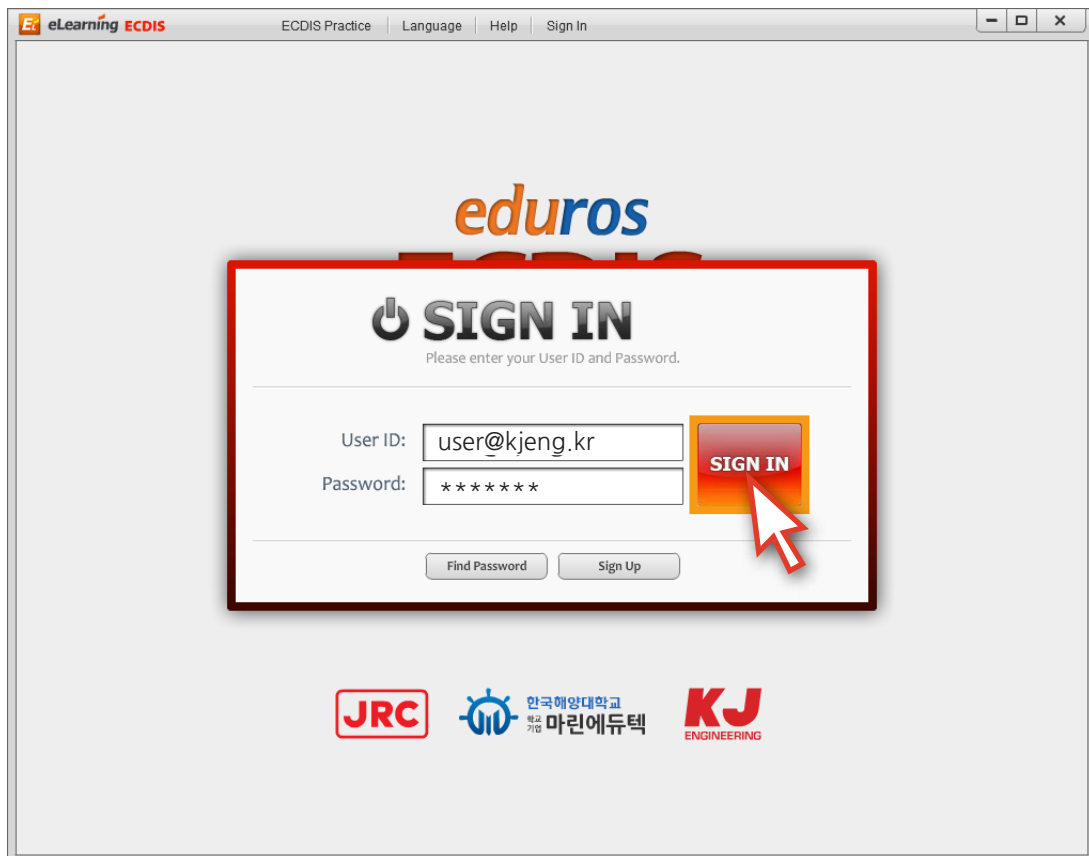 Ec eLearning ECDIS
ECDIS Practice Language Help Sign In
eduros
ECDIS
SIGN IN
Please enter your User ID and Password.
User ID: user@kjeng.kr
SIGN IN
Password: *******
Find Password Sign Up
JRC
한국해양대학교
학교기업 마린에듀텍
KJ
ENGINEERING